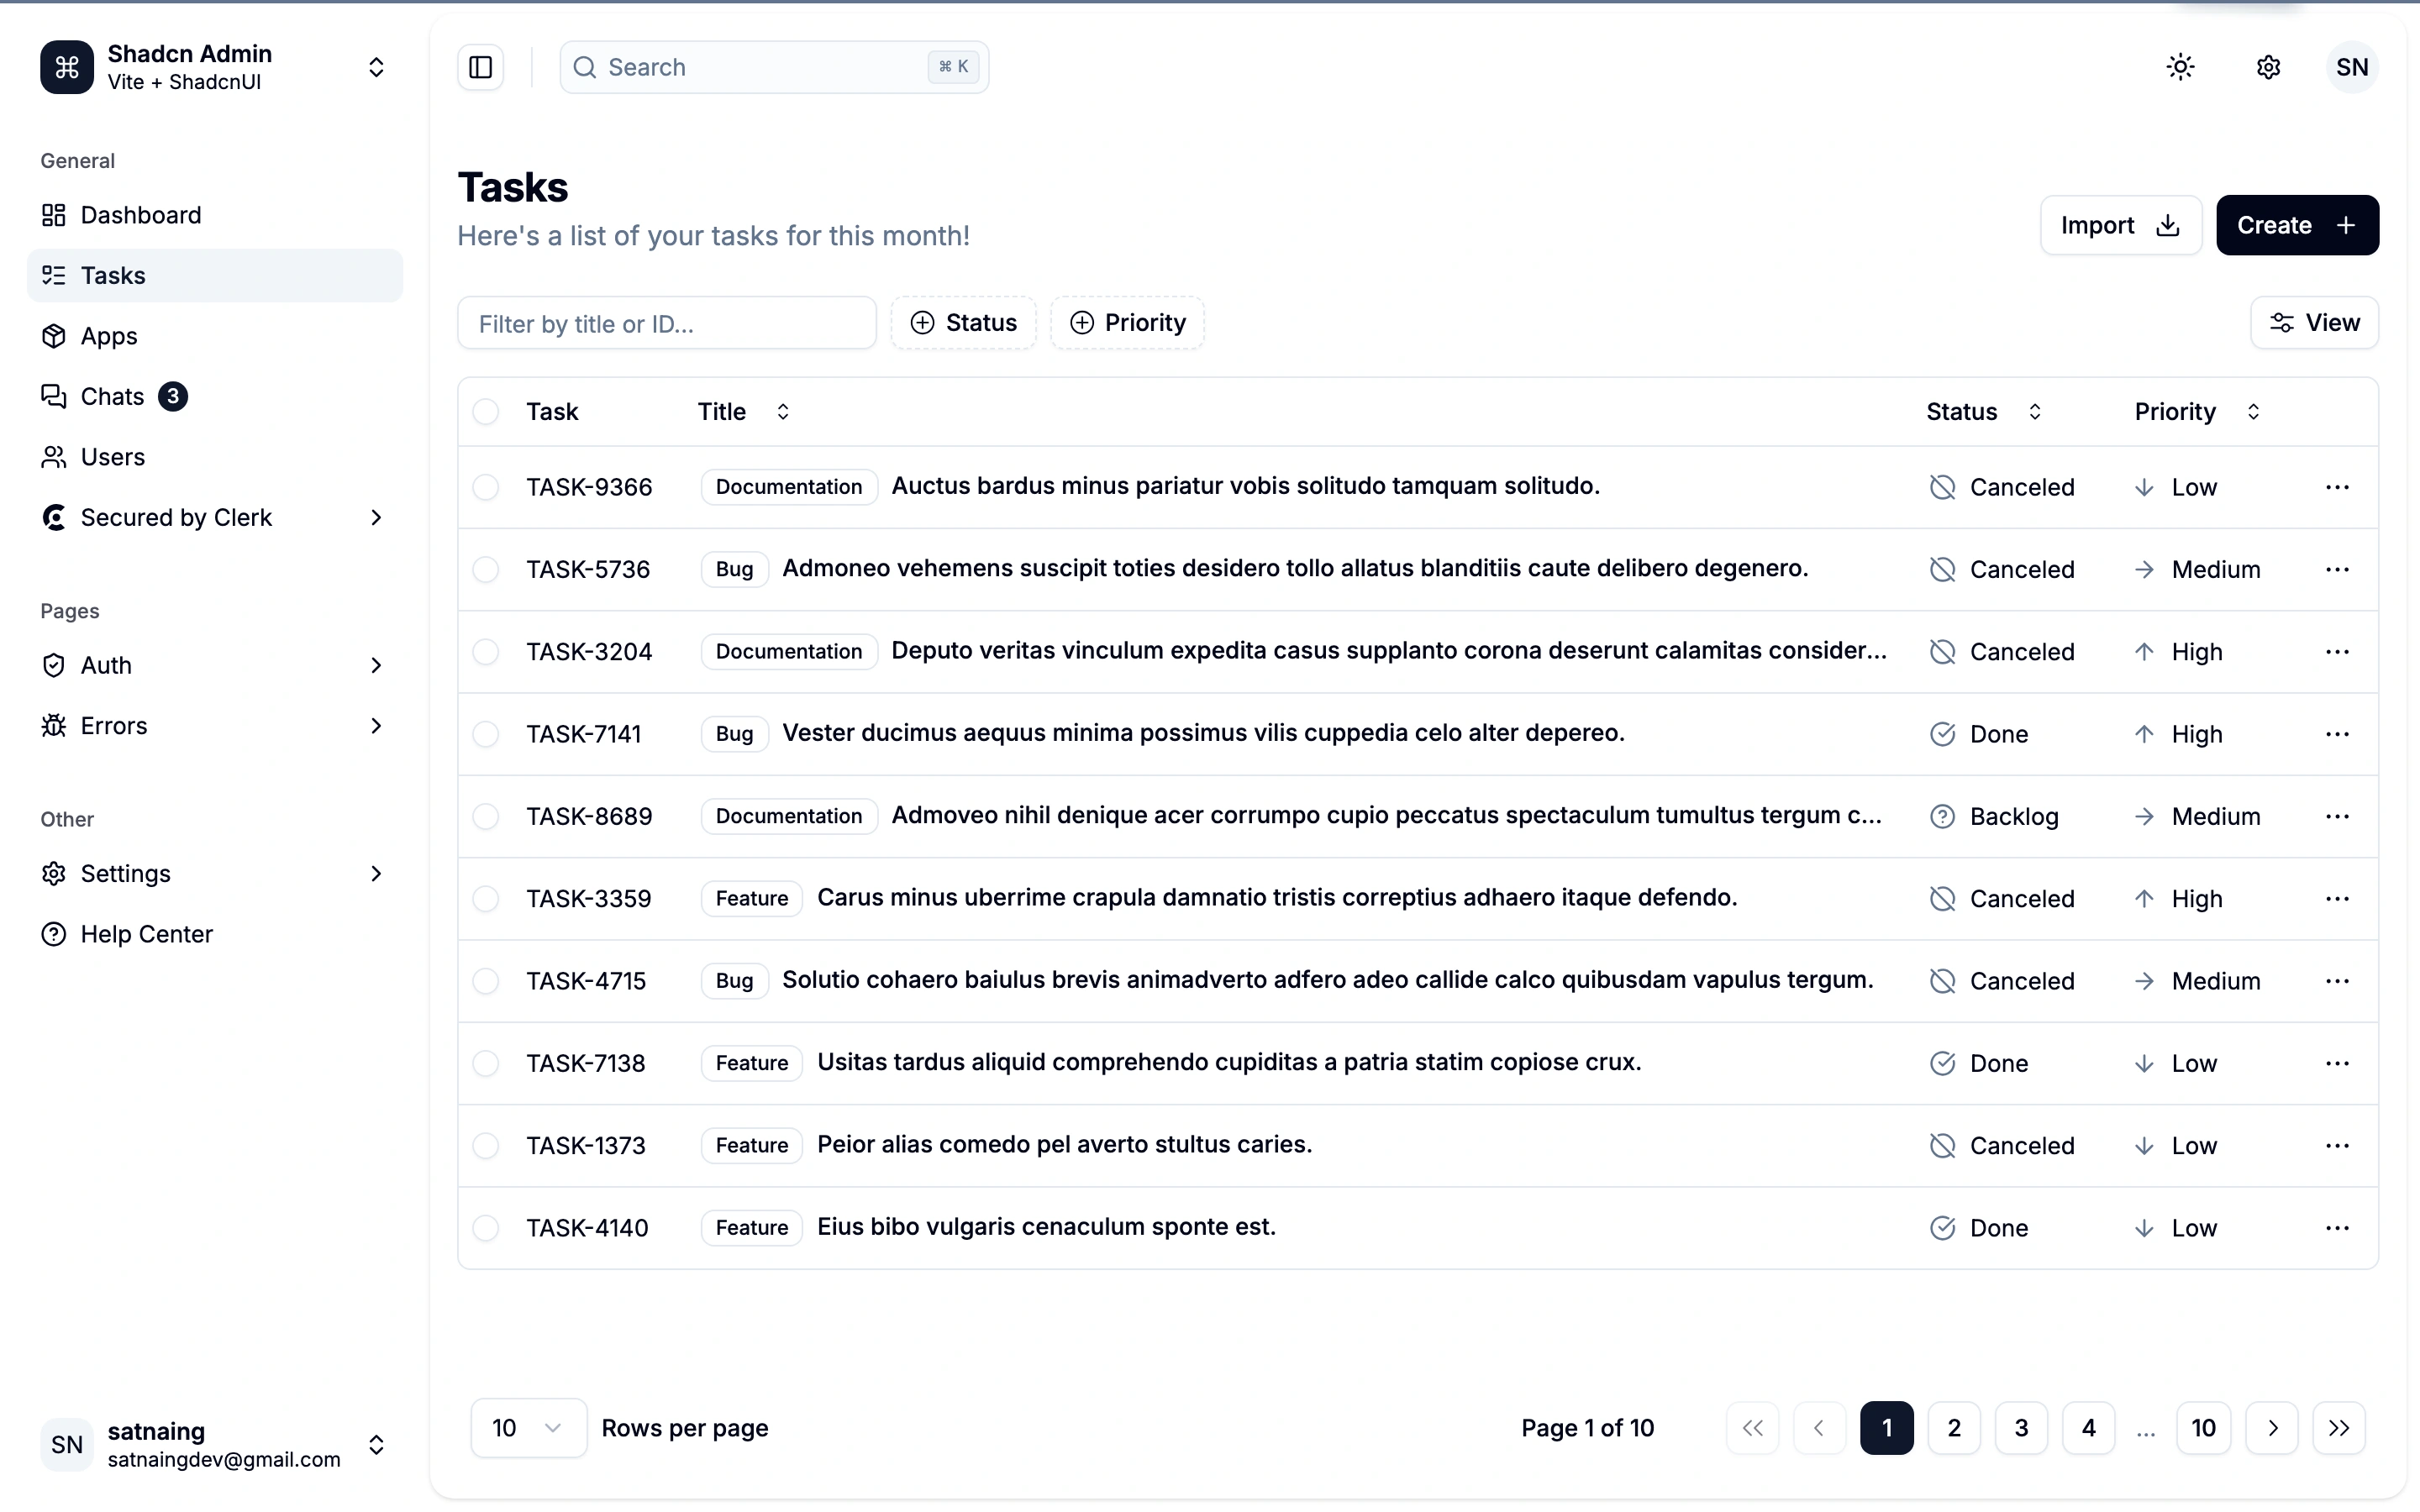 Shadcn Admin
Vite + ShadcnUI
General
Dashboard
Tasks
Apps
Chats 3
Users
Secured by Clerk
Pages
Auth
Errors
Other
Settings
Help Center
SN
satnaing
satnaingdev@gmail.com
Search ⌘ K
SN
Tasks
Here's a list of your tasks for this month!
Import
Create
Filter by title or ID...
Status
Priority
View
Task Title Status Priority
TASK-9366 Documentation Auctus bardus minus pariatur vobis solitudo tamquam solitudo. Canceled Low
TASK-5736 Bug Admoneo vehemens suscipit toties desidero tollo allatus blanditiis caute delibero degenero. Canceled Medium
TASK-3204 Documentation Deputo veritas vinculum expedita casus supplanto corona deserunt calamitas consider... Canceled High
TASK-7141 Bug Vester ducimus aequus minima possimus vilis cuppedia celo alter depereo. Done High
TASK-8689 Documentation Admoveo nihil denique acer corrumpo cupio peccatus spectaculum tumultus tergum c... Backlog Medium
TASK-3359 Feature Carus minus uberrime crapula damnatio tristis correptius adhaero itaque defendo. Canceled High
TASK-4715 Bug Solutio cohaero baiulus brevis animadverto adfero adeo callide calco quibusdam vapulus tergum. Canceled Medium
TASK-7138 Feature Usitas tardus aliquid comprehendo cupiditas a patria statim copiose crux. Done Low
TASK-1373 Feature Peior alias comedo pel averto stultus caries. Canceled Low
TASK-4140 Feature Eius bibo vulgaris cenaculum sponte est. Done Low
10 Rows per page
Page 1 of 10
1 2 3 4 ... 10